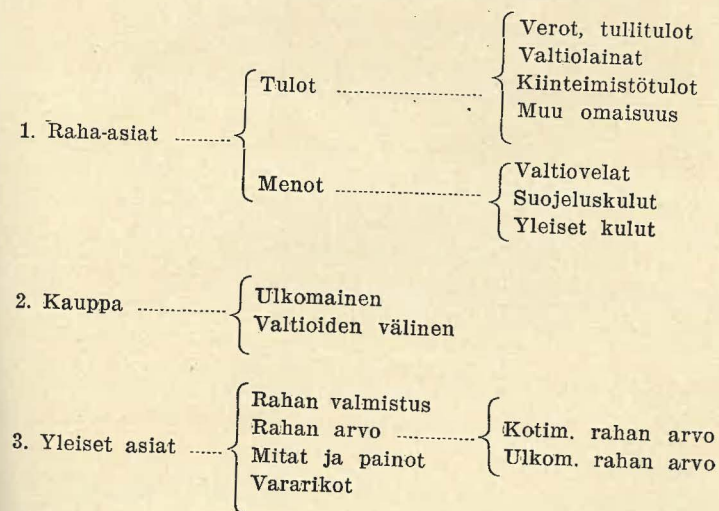 1. Raha-asiat
Tulot
Verot, tullitulot
Valtiolainat
Kiinteimistötulot
Muu omaisuus
Menot
Valtiovelat
Suojeluskulut
Yleiset kulut
2. Kauppa
Ulkomainen
Valtioiden välinen
3. Yleiset asiat
Rahan valmistus
Rahan arvo
Kotim. rahan arvo
Ulkom. rahan arvo
Mitat ja painot
Vararikot